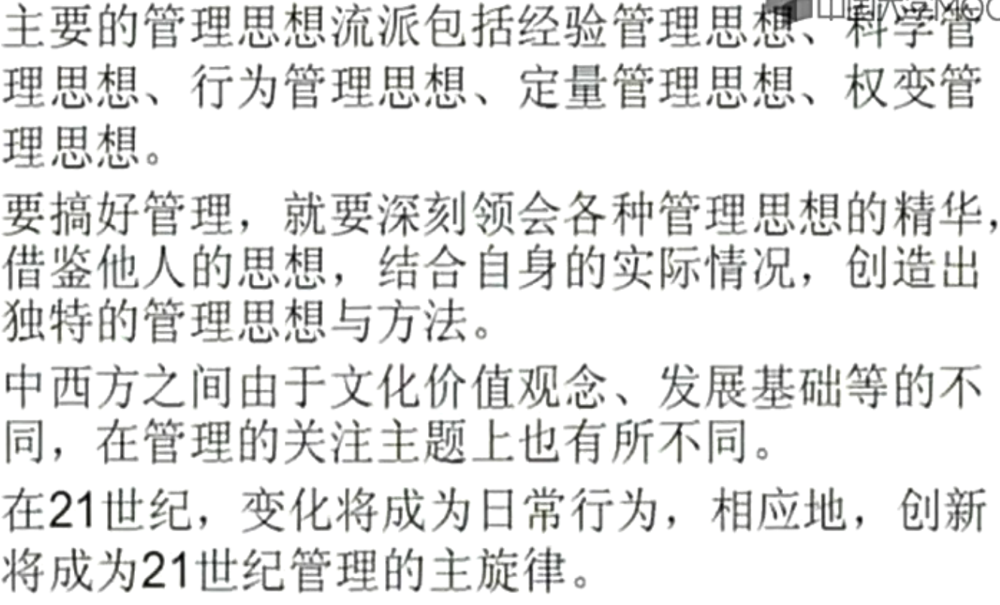 中国大学MOOC
主要的管理思想流派包括经验管理思想、科学管
理思想、行为管理思想、定量管理思想、权变管
理思想。
要搞好管理，就要深刻领会各种管理思想的精华，
借鉴他人的思想，结合自身的实际情况，创造出
独特的管理思想与方法。
中西方之间由于文化价值观念、发展基础等的不
同，在管理的关注主题上也有所不同。
在21世纪，变化将成为日常行为，相应地，创新
将成为21世纪管理的主旋律。